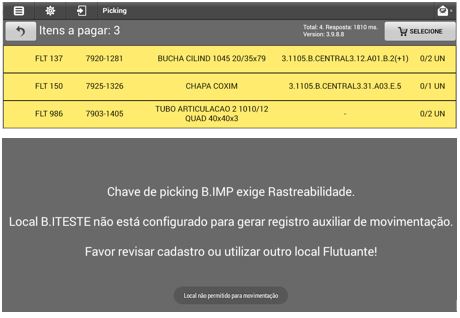 Picking
Itens a pagar: 3
Total: 4. Resposta: 1810 ms.
Version: 3.9.8.8
SELECIONE
FLT 137 7920-1281 BUCHA CILIND 1045 20/35x79 3.1105.B.CENTRAL3.12.A01.B.2(+1) 0/2 UN
FLT 150 7925-1326 CHAPA COXIM 3.1105.B.CENTRAL3.31.A03.E.5 0/1 UN
FLT 986 7903-1405 TUBO ARTICULACAO 2 1010/12 - 0/2 UN
QUAD 40x40x3
Chave de picking B.IMP exige Rastreabilidade.
Local B.ITESTE não está configurado para gerar registro auxiliar de movimentação.
Favor revisar cadastro ou utilizar outro local Flutuante!
Local não permitido para movimentação